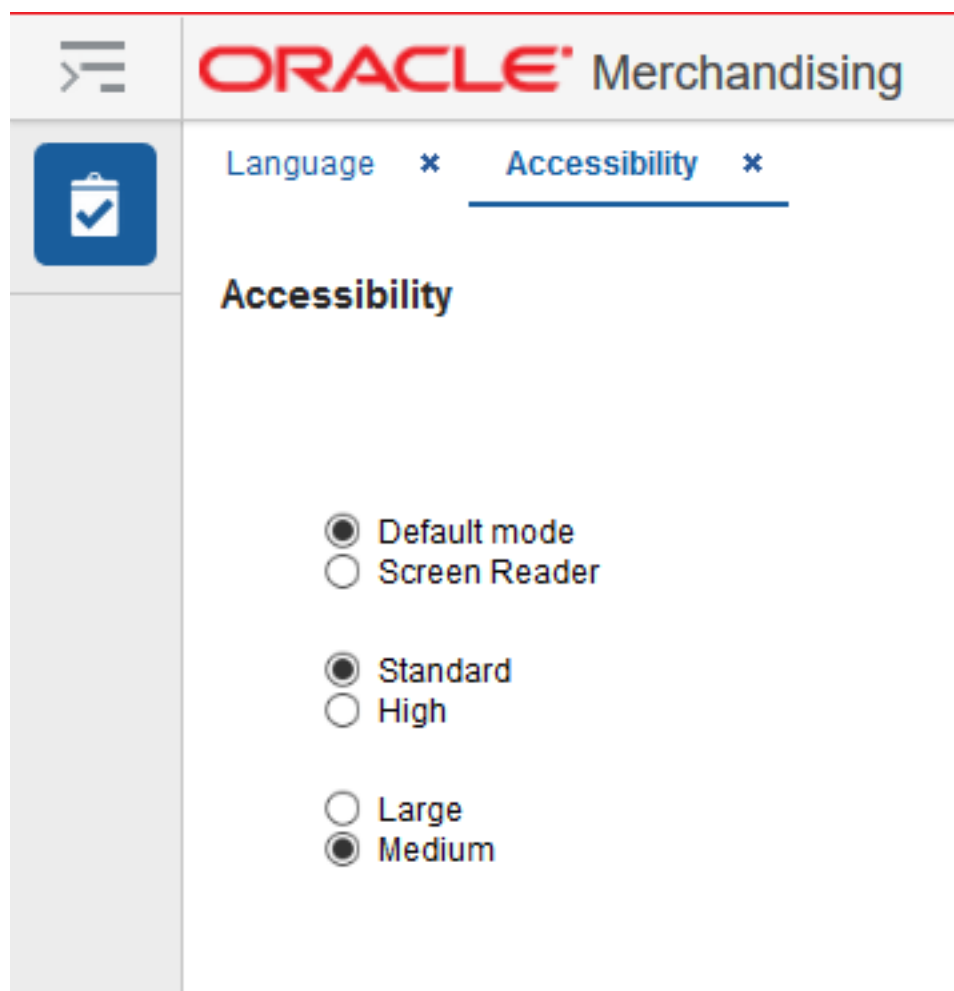 ORACLE Merchandising
Language Accessibility
Accessibility
Default mode
Screen Reader
Standard
High
Large
Medium